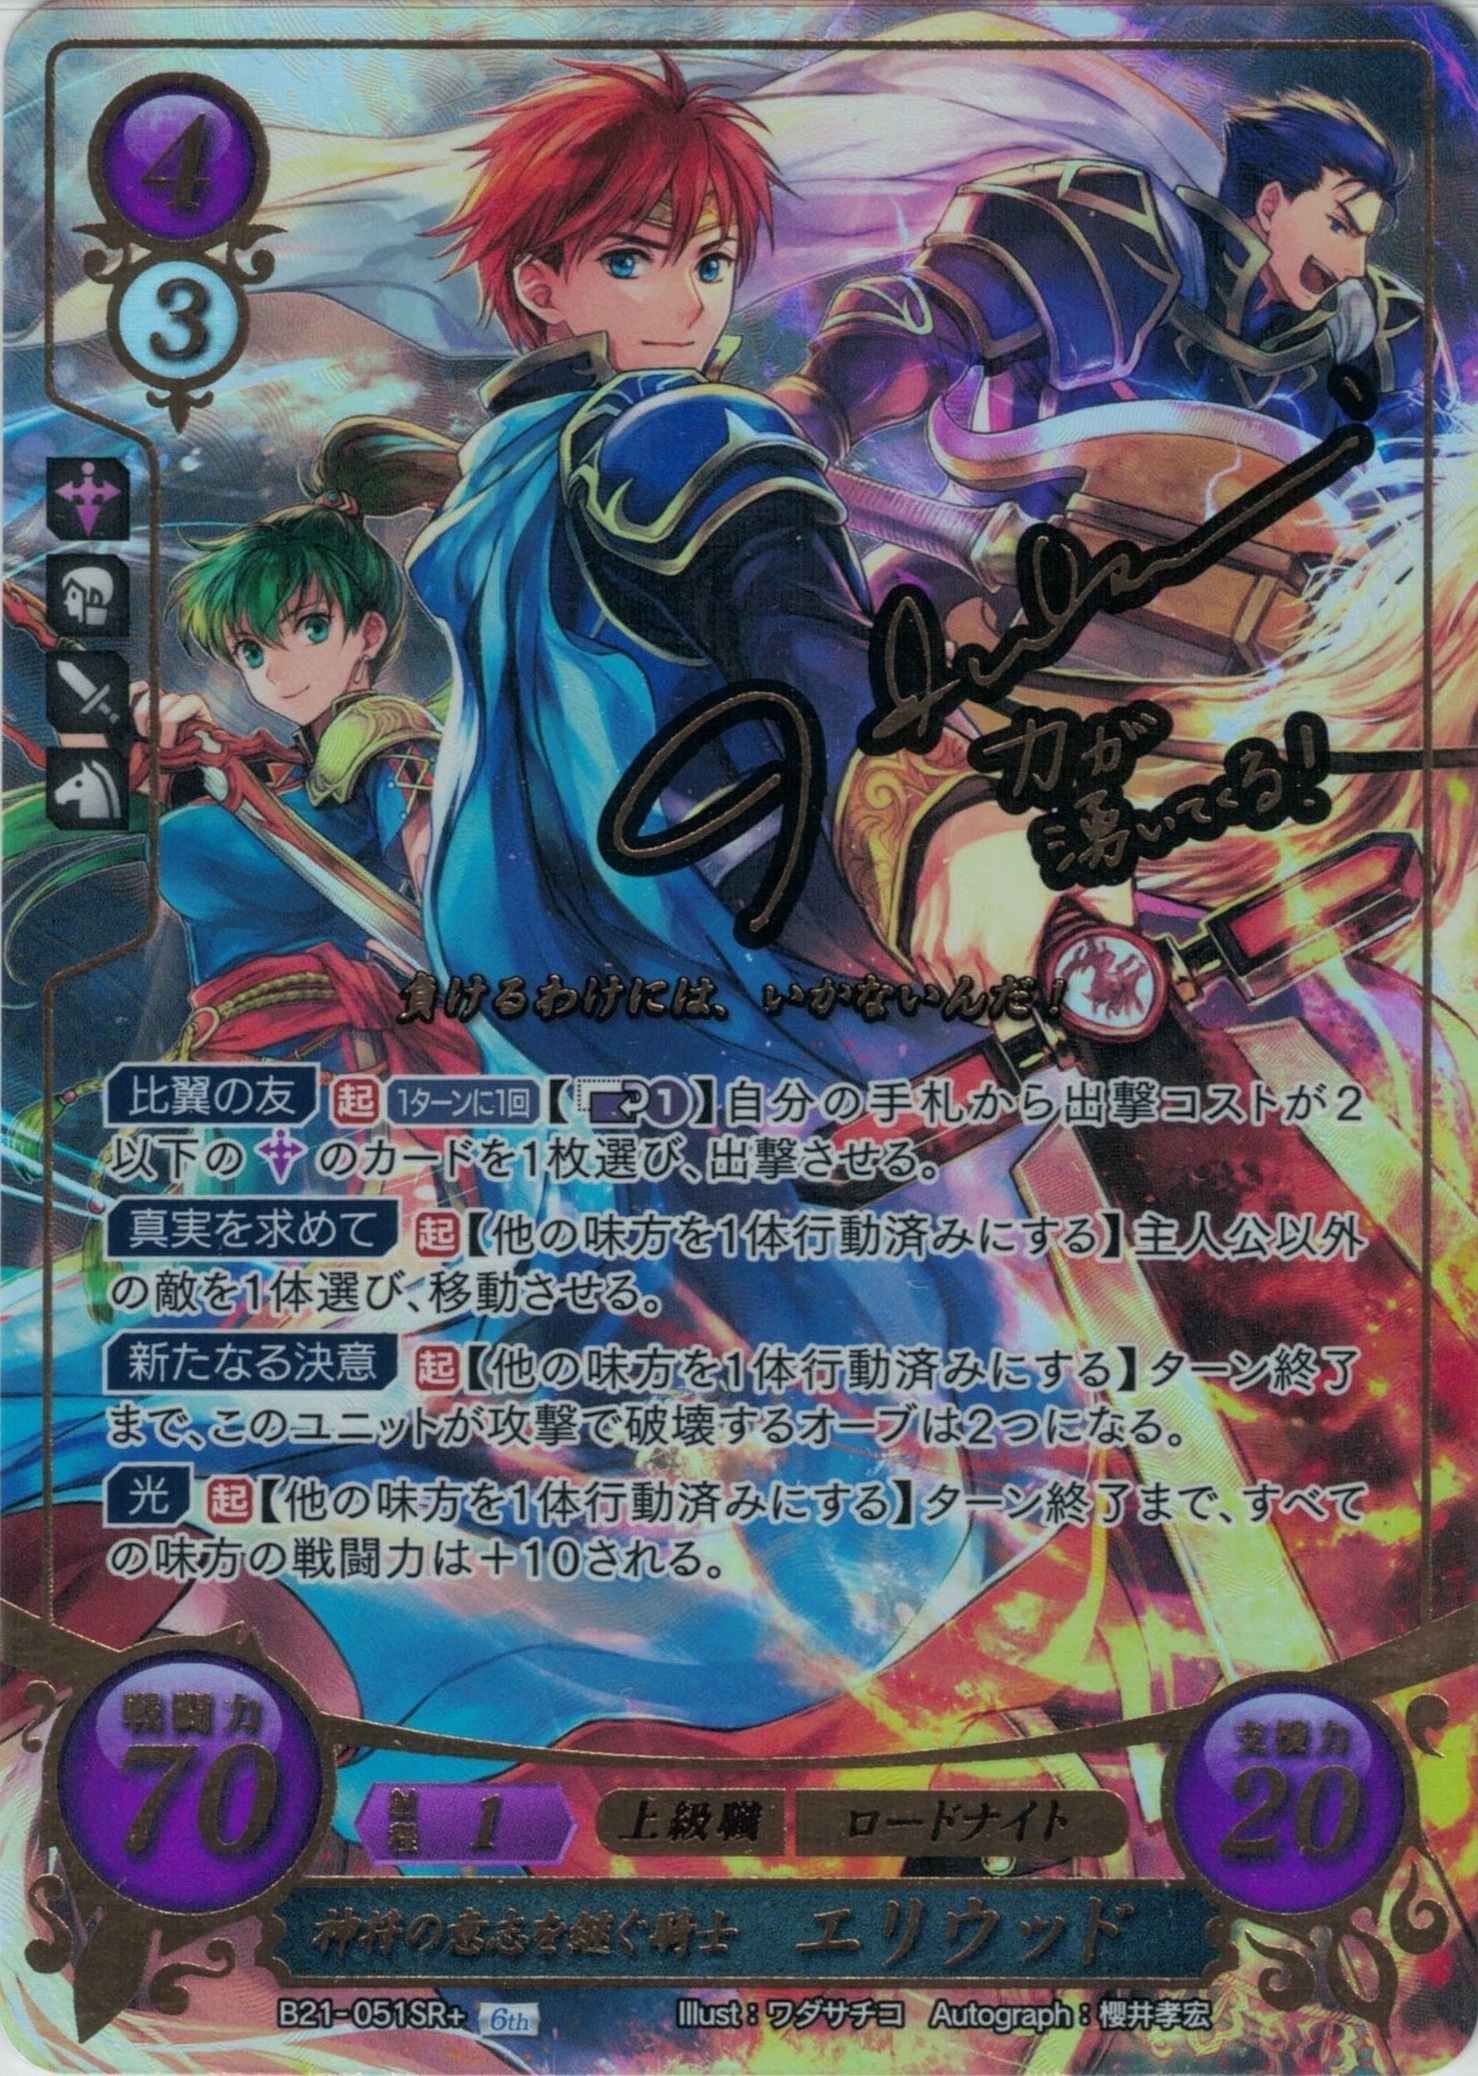 4
3
力が
湧いてくる!
負けるわけには、いかないんだ!
比翼の友 起 1ターンに1回【1】自分の手札から出撃コストが2
以下の のカードを1枚選び、出撃させる。
真実を求めて 起【他の味方を1体行動済みにする】主人公以外
の敵を1体選び、移動させる。
新たなる決意 起【他の味方を1体行動済みにする】ターン終了
まで、このユニットが攻撃で破壊するオーブは2つになる。
光 起【他の味方を1体行動済みにする】ターン終了まで、すべて
の味方の戦闘力は+10される。
戦闘力
70
射程 1 上級職 ロードナイト
支援力
20
神将の意志を継ぐ騎士 エリウッド
B21-051SR+ 6th Illust:ワダサチコ Autograph:櫻井孝宏